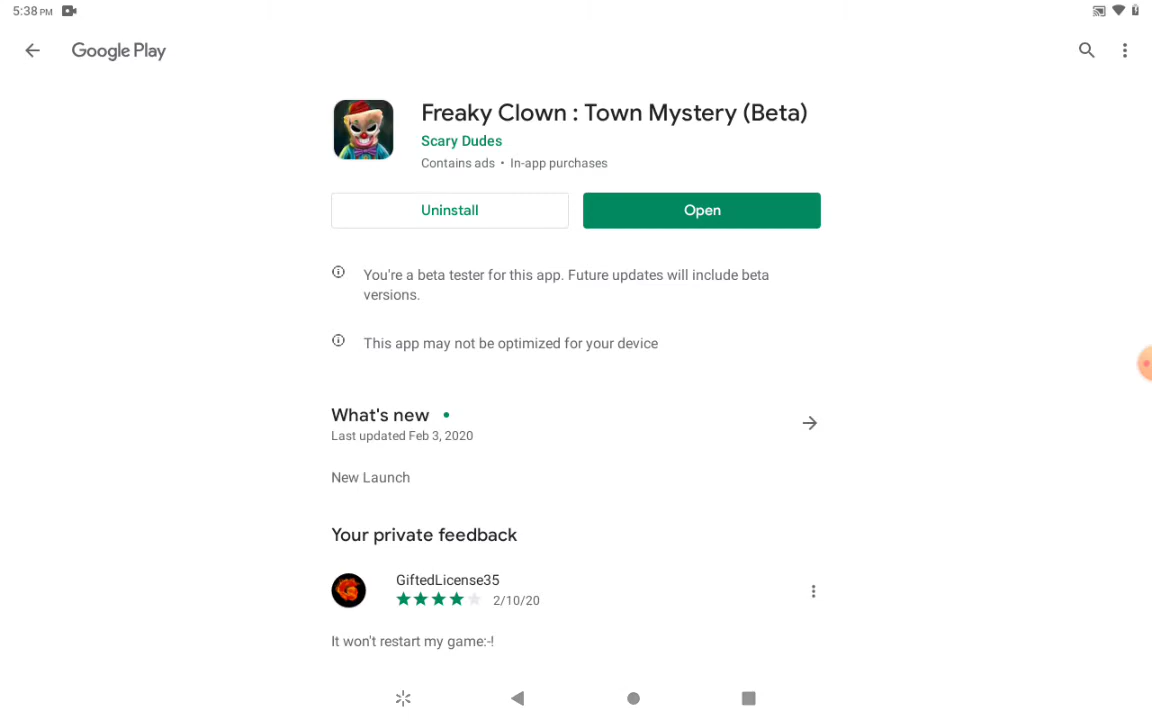 5:38 PM
Google Play
Freaky Clown : Town Mystery (Beta)
Scary Dudes
Contains ads • In-app purchases
Uninstall
Open
You're a beta tester for this app. Future updates will include beta
versions.
This app may not be optimized for your device
What's new
Last updated Feb 3, 2020
New Launch
Your private feedback
GiftedLicense35
2/10/20
It won't restart my game:-!